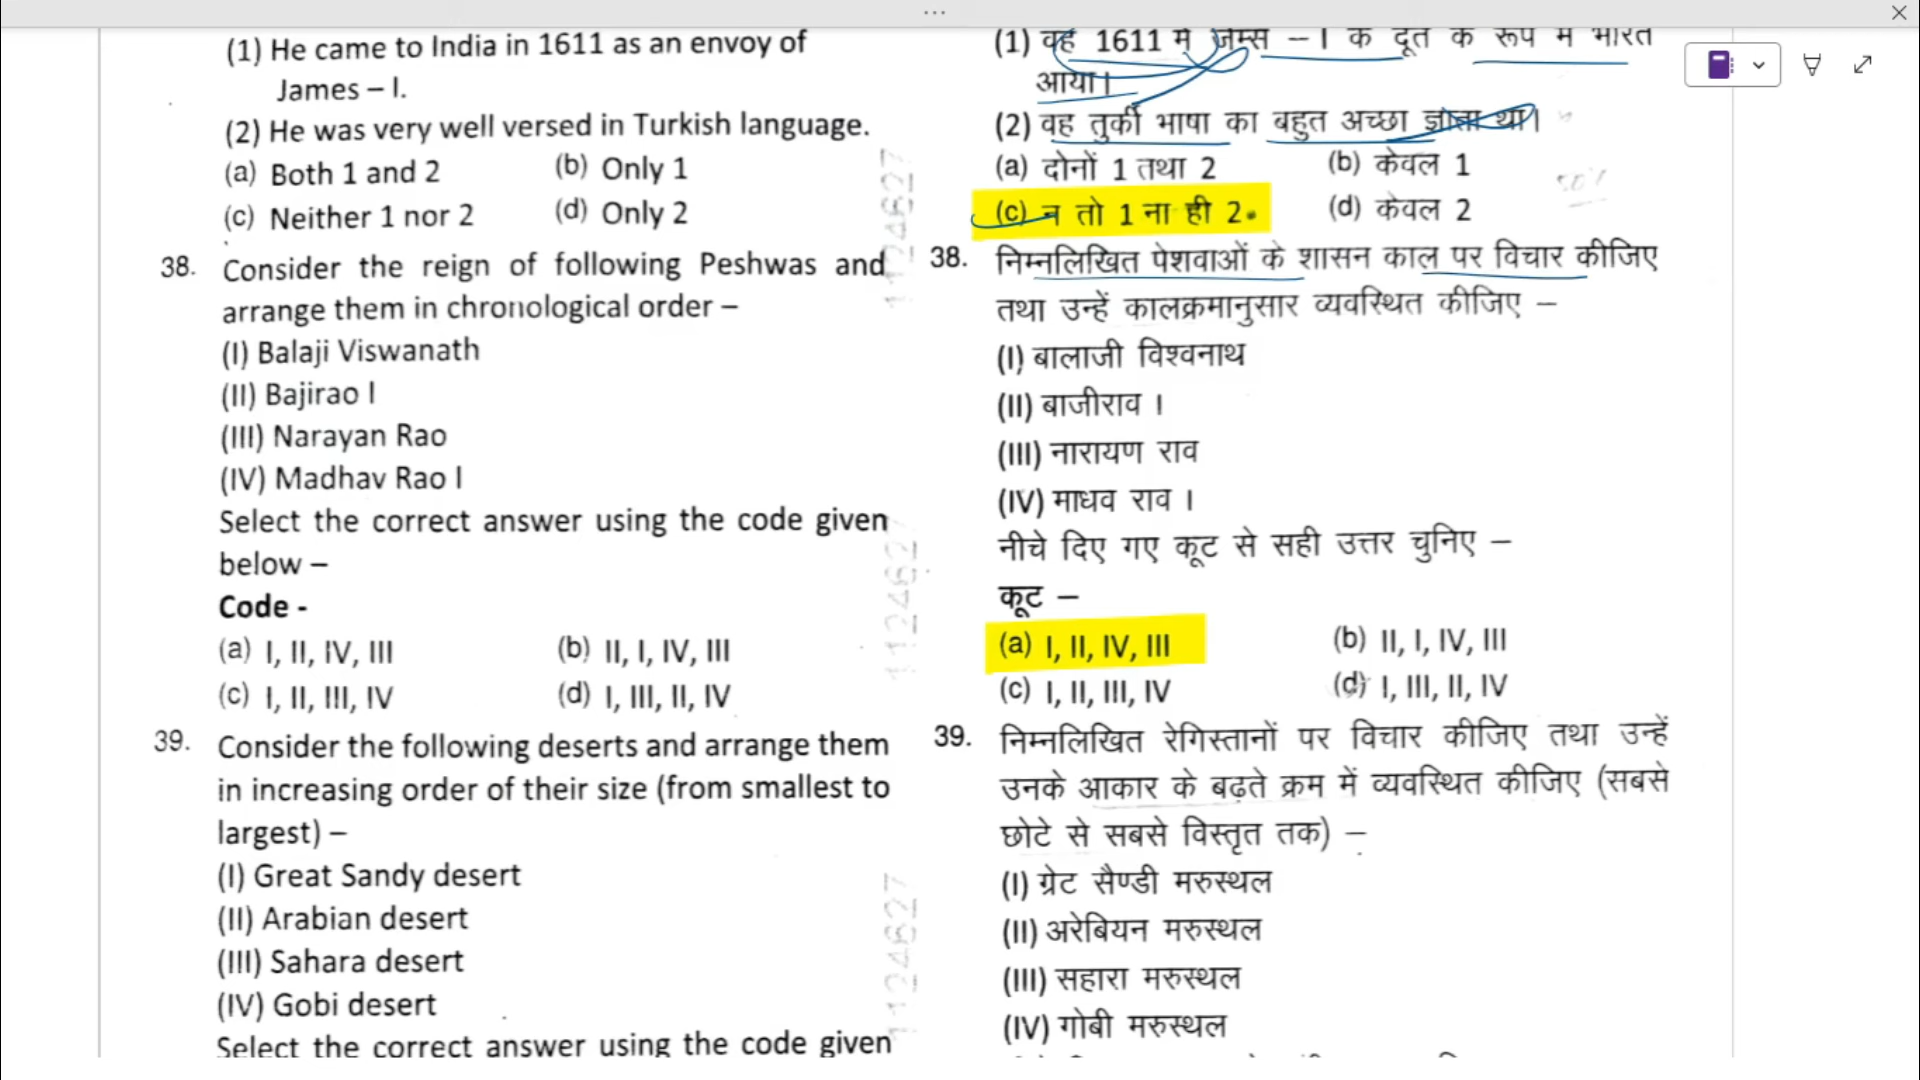 (1) He came to India in 1611 as an envoy of
James – I.
(2) He was very well versed in Turkish language.
(a) Both 1 and 2 (b) Only 1
(c) Neither 1 nor 2 (d) Only 2
38. Consider the reign of following Peshwas and
arrange them in chronological order –
(I) Balaji Viswanath
(II) Bajirao I
(III) Narayan Rao
(IV) Madhav Rao I
Select the correct answer using the code given
below –
Code -
(a) I, II, IV, III (b) II, I, IV, III
(c) I, II, III, IV (d) I, III, II, IV
39. Consider the following deserts and arrange them
in increasing order of their size (from smallest to
largest) –
(I) Great Sandy desert
(II) Arabian desert
(III) Sahara desert
(IV) Gobi desert
Select the correct answer using the code given
1124627
1124627
1124627
(1) वह 1611 में जेम्स – I के दूत के रूप में भारत
आया।
(2) वह तुर्की भाषा का बहुत अच्छा ज्ञाता था।
(a) दोनों 1 तथा 2 (b) केवल 1
(c) न तो 1 ना ही 2 (d) केवल 2
38. निम्नलिखित पेशवाओं के शासन काल पर विचार कीजिए
तथा उन्हें कालक्रमानुसार व्यवस्थित कीजिए –
(I) बालाजी विश्वनाथ
(II) बाजीराव I
(III) नारायण राव
(IV) माधव राव I
नीचे दिए गए कूट से सही उत्तर चुनिए –
कूट –
(a) I, II, IV, III (b) II, I, IV, III
(c) I, II, III, IV (d) I, III, II, IV
39. निम्नलिखित रेगिस्तानों पर विचार कीजिए तथा उन्हें
उनके आकार के बढ़ते क्रम में व्यवस्थित कीजिए (सबसे
छोटे से सबसे विस्तृत तक) –
(I) ग्रेट सैण्डी मरुस्थल
(II) अरेबियन मरुस्थल
(III) सहारा मरुस्थल
(IV) गोबी मरुस्थल